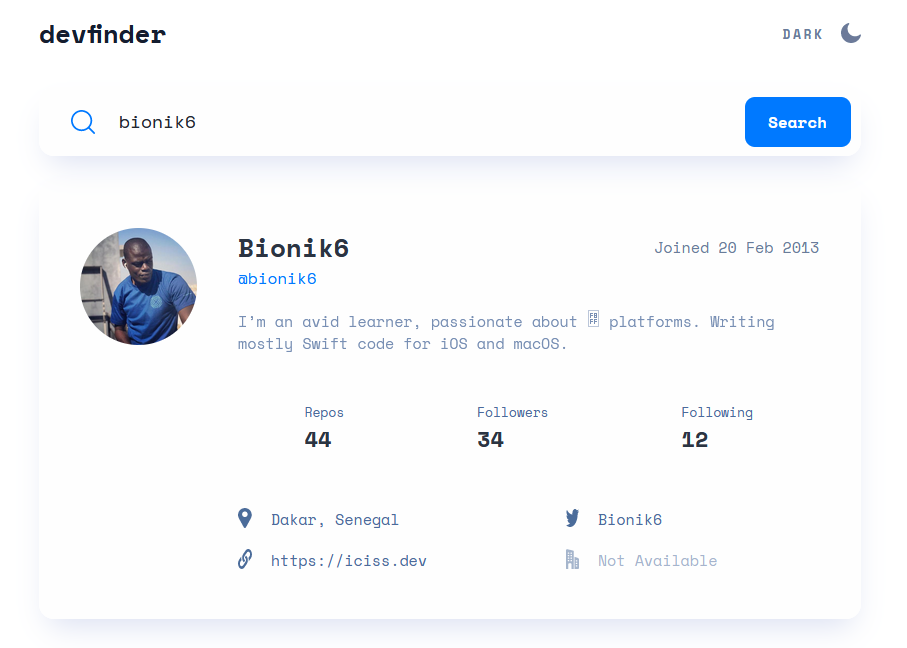 devfinder
DARK
bionik6
Search
Bionik6
Joined 20 Feb 2013
@bionik6
I'm an avid learner, passionate about  platforms. Writing
mostly Swift code for iOS and macOS.
Repos
Followers
Following
44
34
12
Dakar, Senegal
Bionik6
https://iciss.dev
Not Available